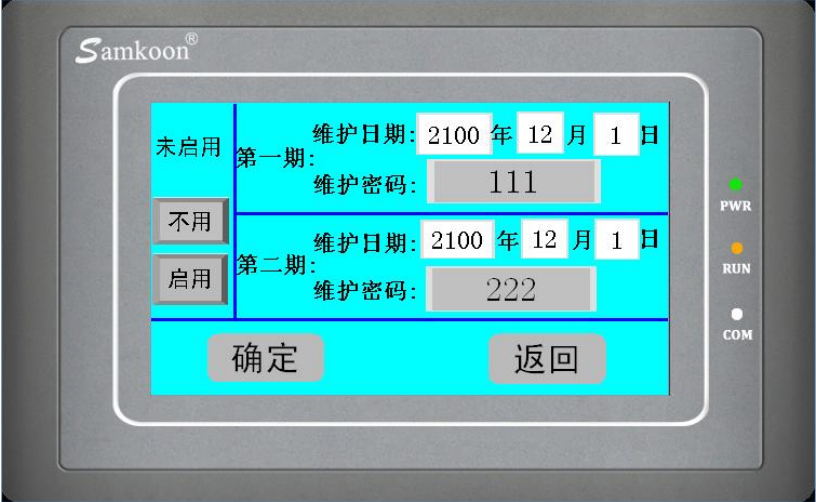 Samkoon®
未启用
不用
启用
第一期:
维护日期: 2100 年 12 月 1 日
维护密码: 111
第二期:
维护日期: 2100 年 12 月 1 日
维护密码: 222
确定
返回
PWR
RUN
COM